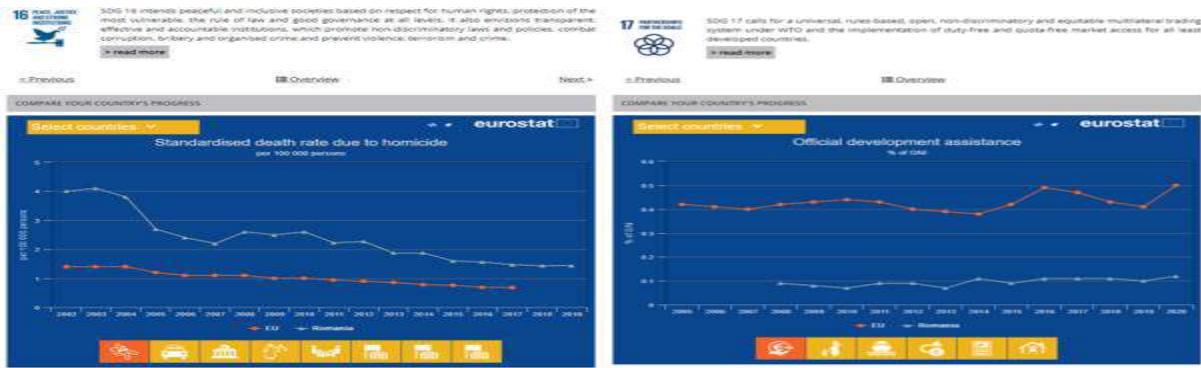 16 PEACE, JUSTICE
AND STRONG
INSTITUTIONS
SDG 16 intends peaceful and inclusive societies based on respect for human rights, protection of the
most vulnerable, the rule of law and good governance at all levels. It also envisions transparent,
effective and accountable institutions, which promote non-discriminatory laws and policies, combat
corruption, bribery and organised crime and prevent violence, terrorism and crime.
» read more
« Previous
Overview
Next »
COMPARE YOUR COUNTRY'S PROGRESS
Select countries
eurostat
Standardised death rate due to homicide
per 100 000 persons
per 100 000 persons
5
4
3
2
1
0
2002 2003 2004 2005 2006 2007 2008 2009 2010 2011 2012 2013 2014 2015 2016 2017 2018 2019
EU Romania
17 PARTNERSHIPS
FOR THE GOALS
SDG 17 calls for a universal, rules-based, open, non-discriminatory and equitable multilateral trading
system under WTO and the implementation of duty-free and quota-free market access for all least
developed countries.
» read more
« Previous
Overview
COMPARE YOUR COUNTRY'S PROGRESS
Select countries
eurostat
Official development assistance
% of GNI
% of GNI
0.6
0.5
0.4
0.3
0.2
0.1
0
2005 2006 2007 2008 2009 2010 2011 2012 2013 2014 2015 2016 2017 2018 2019 2020
EU Romania